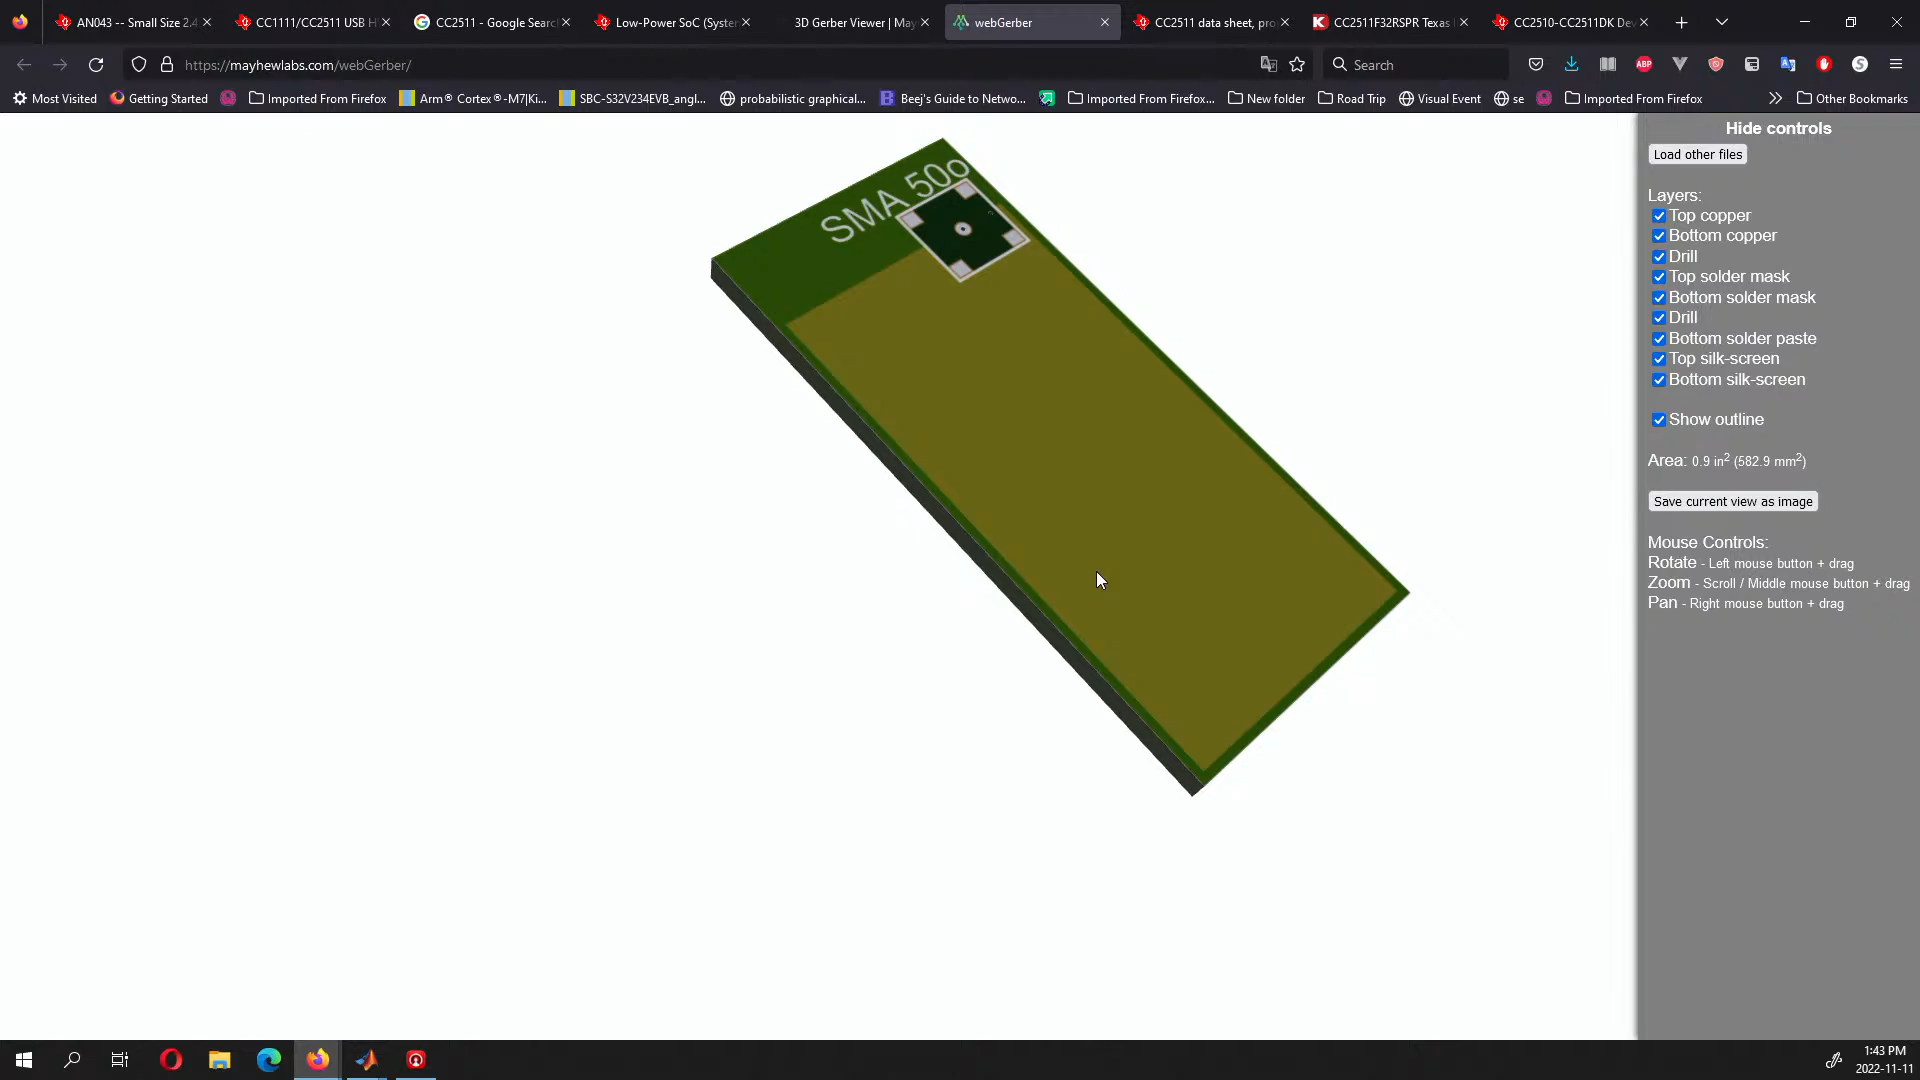 AN043 -- Small Size 2.4
CC1111/CC2511 USB H
CC2511 - Google Searc
Low-Power SoC (Syster
3D Gerber Viewer | May
webGerber
CC2511 data sheet, pro
CC2511F32RSPR Texas
CC2510-CC2511DK Dev
https://mayhewlabs.com/webGerber/
Search
Most Visited
Getting Started
Imported From Firefox
Arm® Cortex®-M7|Ki...
SBC-S32V234EVB_angl...
probabilistic graphical...
Beej's Guide to Netwo...
Imported From Firefox...
New folder
Road Trip
Visual Event
se
Imported From Firefox
Other Bookmarks
SMA 50o
Hide controls
Load other files
Layers:
Top copper
Bottom copper
Drill
Top solder mask
Bottom solder mask
Drill
Bottom solder paste
Top silk-screen
Bottom silk-screen
Show outline
Area: 0.9 in2 (582.9 mm2)
Save current view as image
Mouse Controls:
Rotate - Left mouse button + drag
Zoom - Scroll / Middle mouse button + drag
Pan - Right mouse button + drag
ABP
S
1:43 PM
2022-11-11